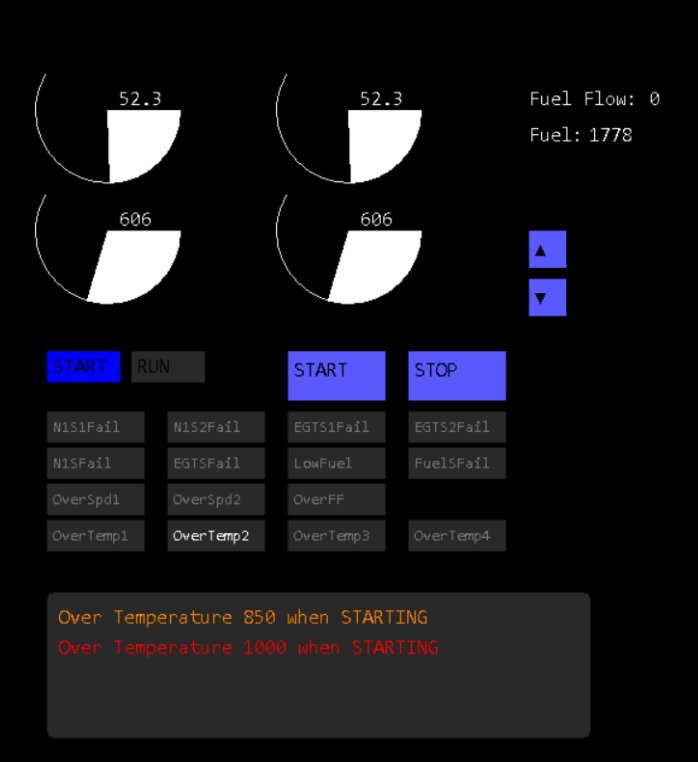 52.3 52.3 Fuel Flow: 0
Fuel: 1778
606 606
▲
▼
START RUN START STOP
N1S1Fail N1S2Fail EGTS1Fail EGTS2Fail
N1SFail EGTSFail LowFuel FuelSFail
OverSpd1 OverSpd2 OverFF
OverTemp1 OverTemp2 OverTemp3 OverTemp4
Over Temperature 850 when STARTING
Over Temperature 1000 when STARTING